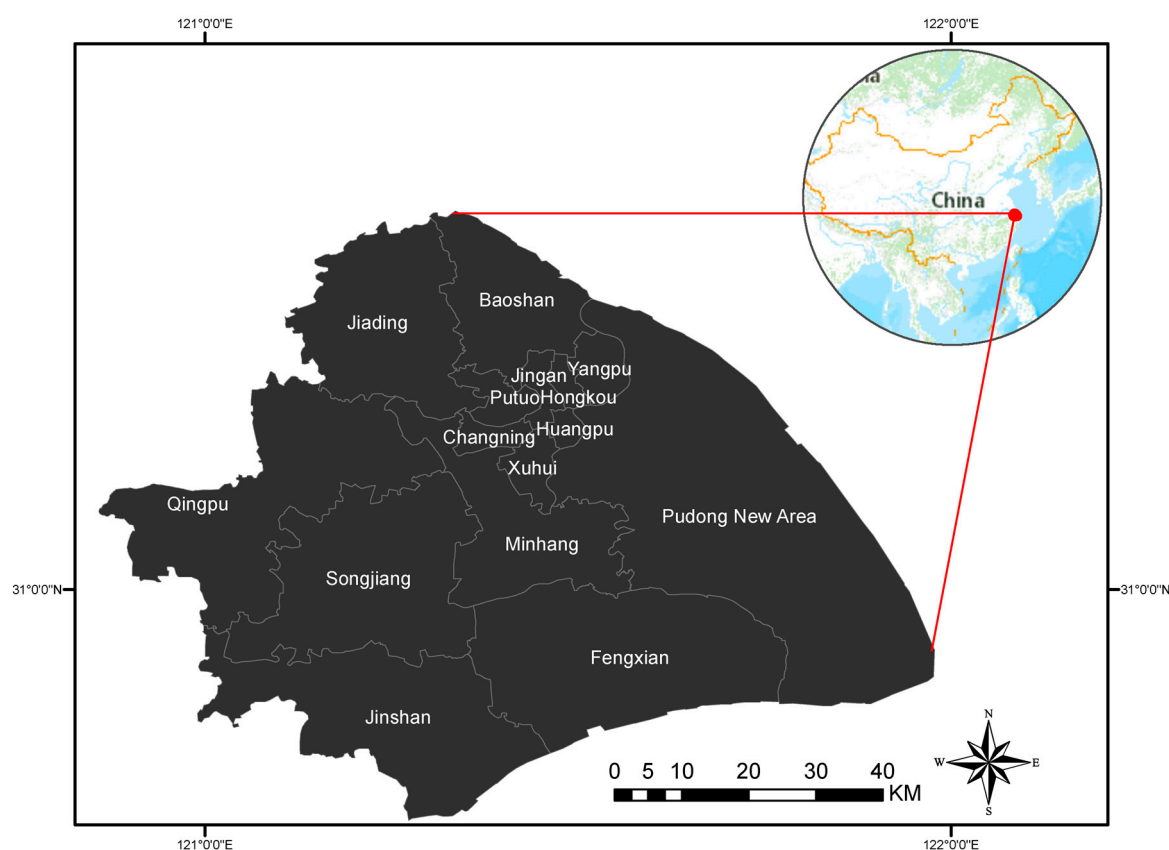 121°0'0"E
122°0'0"E
na
China
Baoshan
Jiading
Yangpu
Jingan
PutuoHongkou
Huangpu
Changning
Xuhui
Qingpu
Pudong New Area
Minhang
Songjiang
31°0'0"N
31°0'0"N
Fengxian
Jinshan
N
W
E
S
0 5 10 20 30 40
KM
121°0'0"E
122°0'0"E